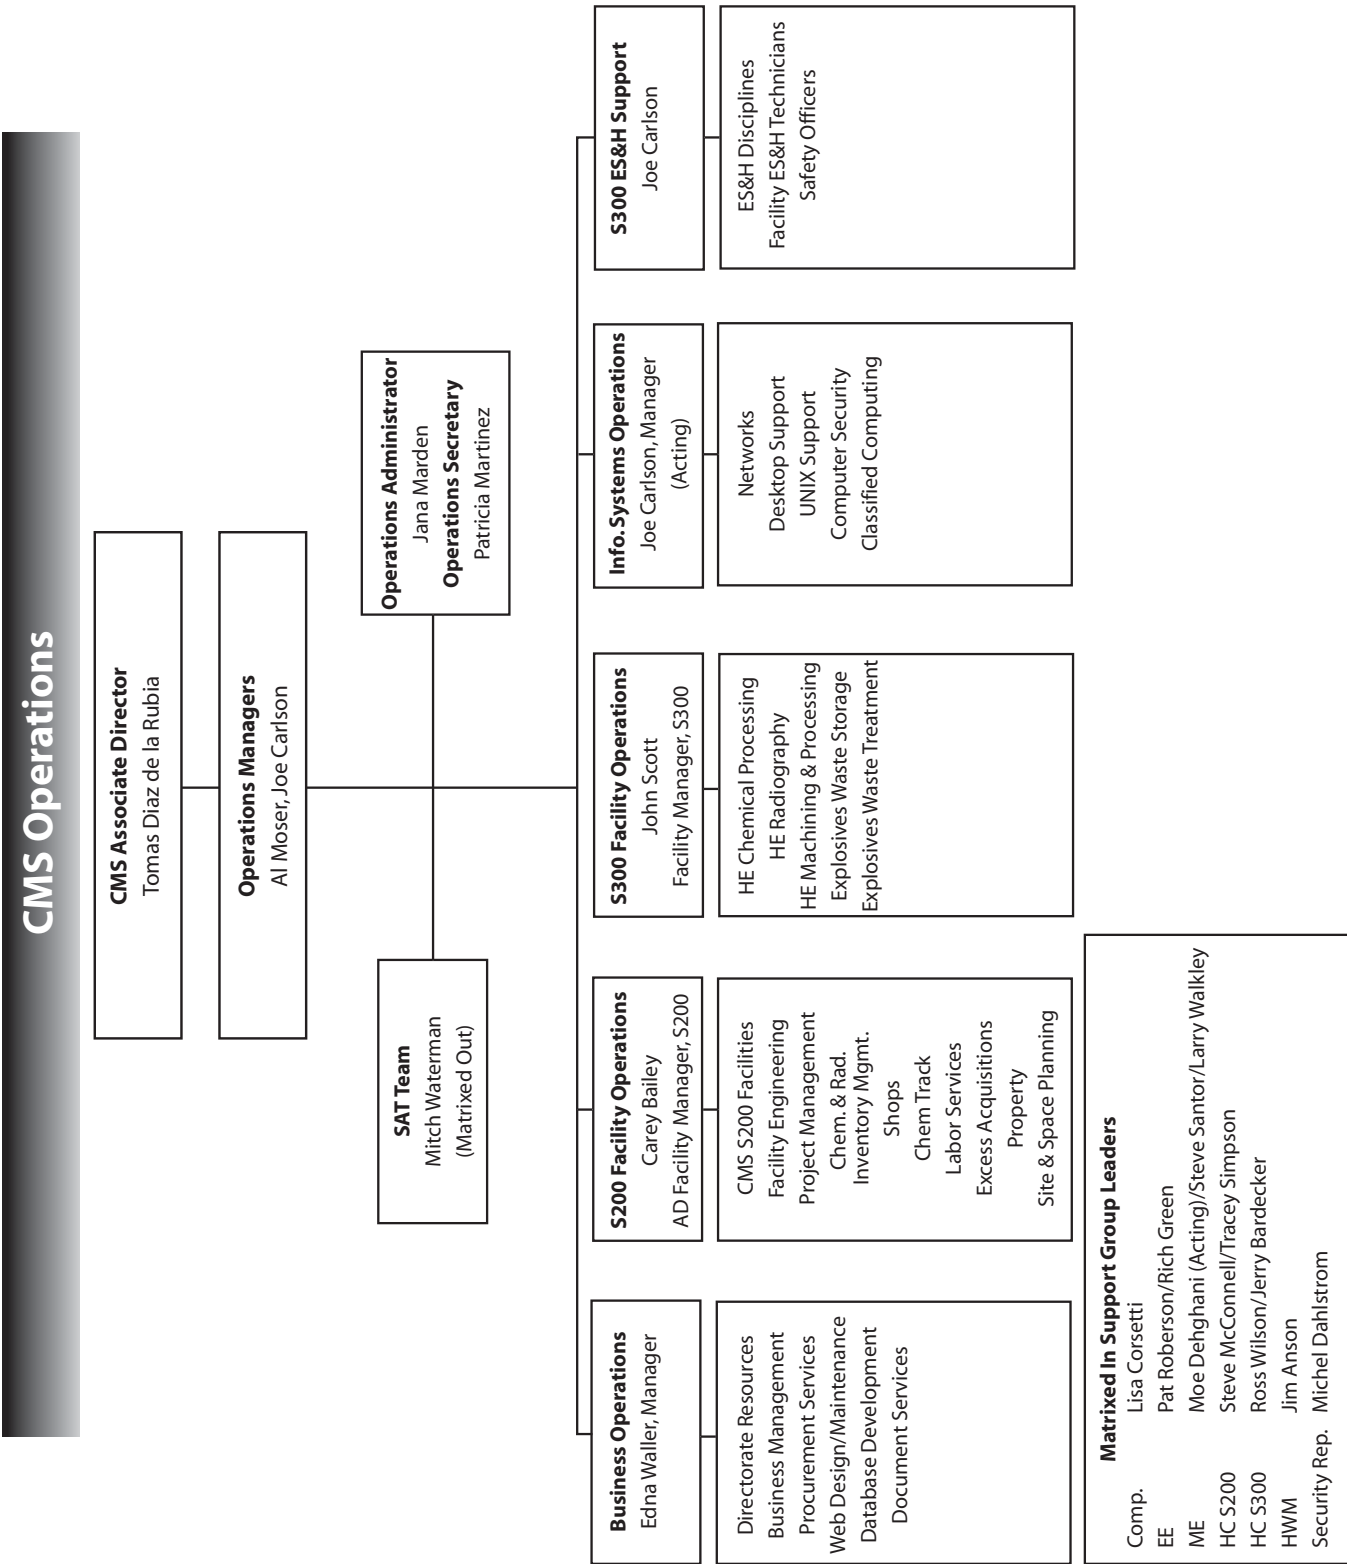 CMS Operations
CMS Associate Director
Tomas Diaz de la Rubia
Operations Managers
Al Moser, Joe Carlson
SAT Team
Mitch Waterman
(Matrixed Out)
Operations Administrator
Jana Marden
Operations Secretary
Patricia Martinez
Business Operations
Edna Waller, Manager
Directorate Resources
Business Management
Procurement Services
Web Design/Maintenance
Database Development
Document Services
S200 Facility Operations
Carey Bailey
AD Facility Manager, S200
CMS S200 Facilities
Facility Engineering
Project Management
Chem. & Rad.
Inventory Mgmt.
Shops
Chem Track
Labor Services
Excess Acquisitions
Property
Site & Space Planning
S300 Facility Operations
John Scott
Facility Manager, S300
HE Chemical Processing
HE Radiography
HE Machining & Processing
Explosives Waste Storage
Explosives Waste Treatment
Info. Systems Operations
Joe Carlson, Manager
(Acting)
Networks
Desktop Support
UNIX Support
Computer Security
Classified Computing
S300 ES&H Support
Joe Carlson
ES&H Disciplines
Facility ES&H Technicians
Safety Officers
Matrixed In Support Group Leaders
Comp. Lisa Corsetti
EE Pat Roberson/Rich Green
ME Moe Dehghani (Acting)/Steve Santor/Larry Walkley
HC S200 Steve McConnell/Tracey Simpson
HC S300 Ross Wilson/Jerry Bardecker
HWM Jim Anson
Security Rep. Michel Dahlstrom